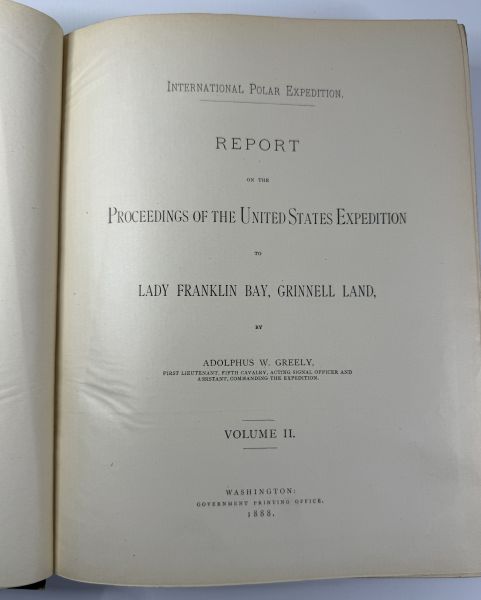 INTERNATIONAL POLAR EXPEDITION.
REPORT
ON THE
PROCEEDINGS OF THE UNITED STATES EXPEDITION
TO
LADY FRANKLIN BAY, GRINNELL LAND,
BY
ADOLPHUS W. GREELY,
FIRST LIEUTENANT, FIFTH CAVALRY, ACTING SIGNAL OFFICER AND
ASSISTANT, COMMANDING THE EXPEDITION.
VOLUME II.
WASHINGTON:
GOVERNMENT PRINTING OFFICE.
1888.